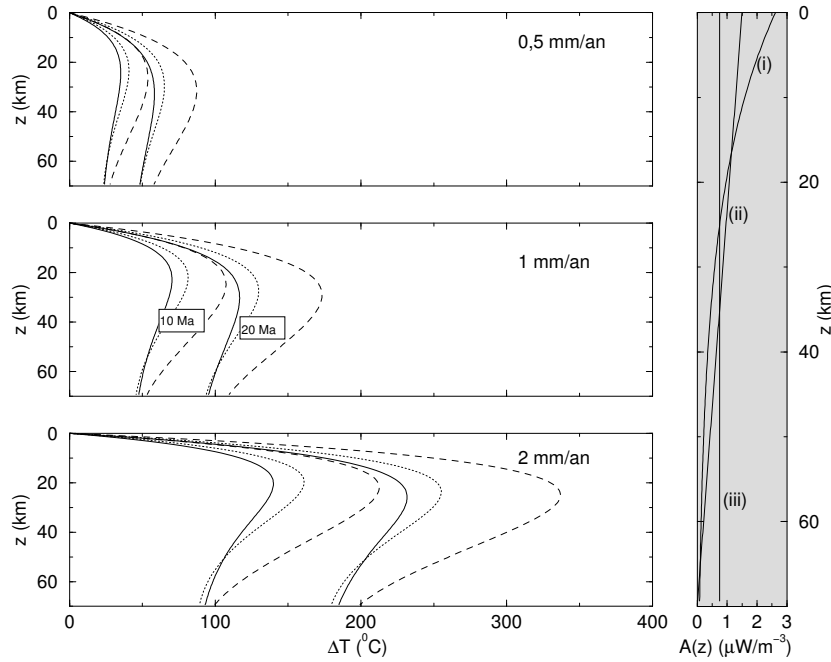 0
20
40
60
z (km)
0,5 mm/an
0
20
40
60
z (km)
1 mm/an
10 Ma
20 Ma
0
20
40
60
z (km)
2 mm/an
0 100 200 300 400
ΔT (⁰C)
0
20
40
60
z (km)
(i)
(ii)
(iii)
0 1 2 3
A(z) (μW/m⁻³)